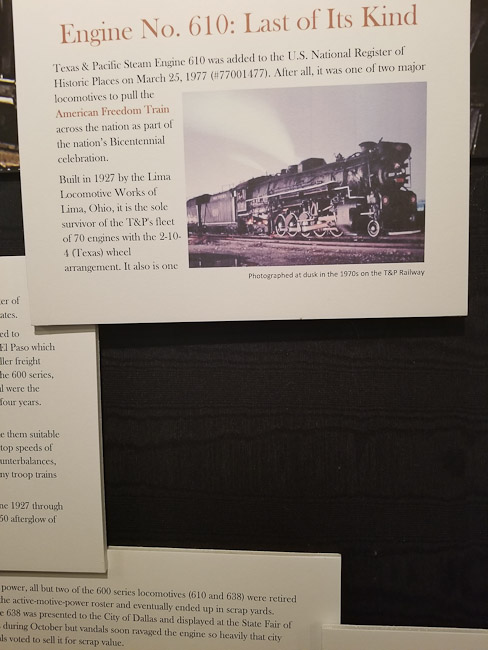 Engine No. 610: Last of Its Kind
Texas & Pacific Steam Engine 610 was added to the U.S. National Register of
Historic Places on March 25, 1977 (#77001477). After all, it was one of two major
locomotives to pull the
American Freedom Train
across the nation as part of
the nation's Bicentennial
celebration.
Built in 1927 by the Lima
Locomotive Works of
Lima, Ohio, it is the sole
survivor of the T&P's fleet
of 70 engines with the 2-10-
4 (Texas) wheel
arrangement. It also is one
Photographed at dusk in the 1970s on the T&P Railway
er of
ates.
ed to
El Paso which
ller freight
he 600 series,
d were the
four years.
e them suitable
top speeds of
unterbalances,
ny troop trains
ne 1927 through
50 afterglow of
power, all but two of the 600 series locomotives (610 and 638) were retired
the active-motive-power roster and eventually ended up in scrap yards.
e 638 was presented to the City of Dallas and displayed at the State Fair of
during October but vandals soon ravaged the engine so heavily that city
ls voted to sell it for scrap value.